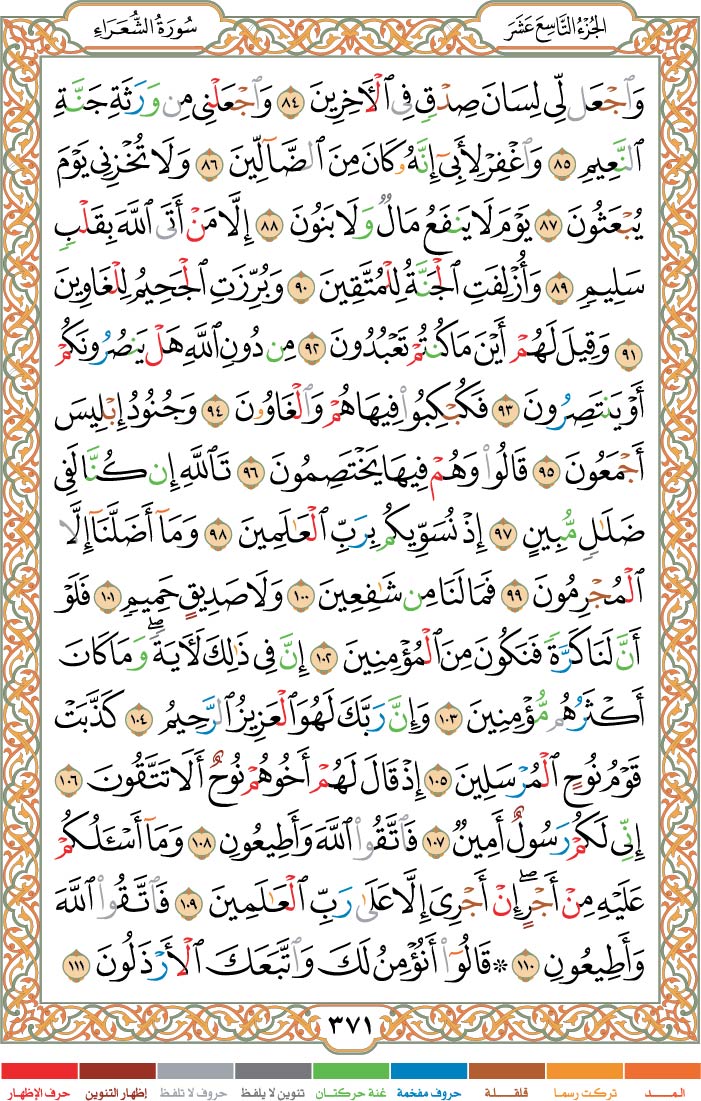 الجُزْءُ التَّاسِعَ عَشَرَ
سُورَةُ الشُّعَرَاءِ
وَٱجْعَل لِّى لِسَانَ صِدْقٍ فِى ٱلْأَخِرِينَ ٨٤ وَٱجْعَلْنِى مِن وَرَثَةِ جَنَّةِ
ٱلنَّعِيمِ ٨٥ وَٱغْفِرْ لِأَبِىٓ إِنَّهُۥ كَانَ مِنَ ٱلضَّآلِّينَ ٨٦ وَلَا تُخْزِنِى يَوْمَ
يُبْعَثُونَ ٨٧ يَوْمَ لَا يَنفَعُ مَالٌ وَلَا بَنُونَ ٨٨ إِلَّا مَنْ أَتَى ٱللَّهَ بِقَلْبٍ
سَلِيمٍ ٨٩ وَأُزْلِفَتِ ٱلْجَنَّةُ لِلْمُتَّقِينَ ٩٠ وَبُرِّزَتِ ٱلْجَحِيمُ لِلْغَاوِينَ
٩١ وَقِيلَ لَهُمْ أَيْنَ مَا كُنتُمْ تَعْبُدُونَ ٩٢ مِن دُونِ ٱللَّهِ هَلْ يَنصُرُونَكُمْ
أَوْ يَنتَصِرُونَ ٩٣ فَكُبْكِبُوا۟ فِيهَا هُمْ وَٱلْغَاوُۥنَ ٩٤ وَجُنُودُ إِبْلِيسَ
أَجْمَعُونَ ٩٥ قَالُوا۟ وَهُمْ فِيهَا يَخْتَصِمُونَ ٩٦ تَٱللَّهِ إِن كُنَّا لَفِى
ضَلَـٰلٍ مُّبِينٍ ٩٧ إِذْ نُسَوِّيكُم بِرَبِّ ٱلْعَـٰلَمِينَ ٩٨ وَمَآ أَضَلَّنَآ إِلَّا
ٱلْمُجْرِمُونَ ٩٩ فَمَا لَنَا مِن شَـٰفِعِينَ ١٠٠ وَلَا صَدِيقٍ حَمِيمٍ ١٠١ فَلَوْ
أَنَّ لَنَا كَرَّةً فَنَكُونَ مِنَ ٱلْمُؤْمِنِينَ ١٠٢ إِنَّ فِى ذَٰلِكَ لَأَيَةً ۖ وَمَا كَانَ
أَكْثَرُهُم مُّؤْمِنِينَ ١٠٣ وَإِنَّ رَبَّكَ لَهُوَ ٱلْعَزِيزُ ٱلرَّحِيمُ ١٠٤ كَذَّبَتْ
قَوْمُ نُوحٍ ٱلْمُرْسَلِينَ ١٠٥ إِذْ قَالَ لَهُمْ أَخُوهُمْ نُوحٌ أَلَا تَتَّقُونَ ١٠٦
إِنِّى لَكُمْ رَسُولٌ أَمِينٌ ١٠٧ فَٱتَّقُوا۟ ٱللَّهَ وَأَطِيعُونِ ١٠٨ وَمَآ أَسْـَٔلُكُمْ
عَلَيْهِ مِنْ أَجْرٍ ۖ إِنْ أَجْرِىَ إِلَّا عَلَىٰ رَبِّ ٱلْعَـٰلَمِينَ ١٠٩ فَٱتَّقُوا۟ ٱللَّهَ
وَأَطِيعُونِ ١١٠ ۞ قَالُوٓا۟ أَنُؤْمِنُ لَكَ وَٱتَّبَعَكَ ٱلْأَرْذَلُونَ ١١١
٣٧١
المـد تركت رسما قلقـلة حروف مفخمة غنة حركتان تنوين لا يلفظ حروف لا تلفظ إظهار التنوين حرف الإظهار